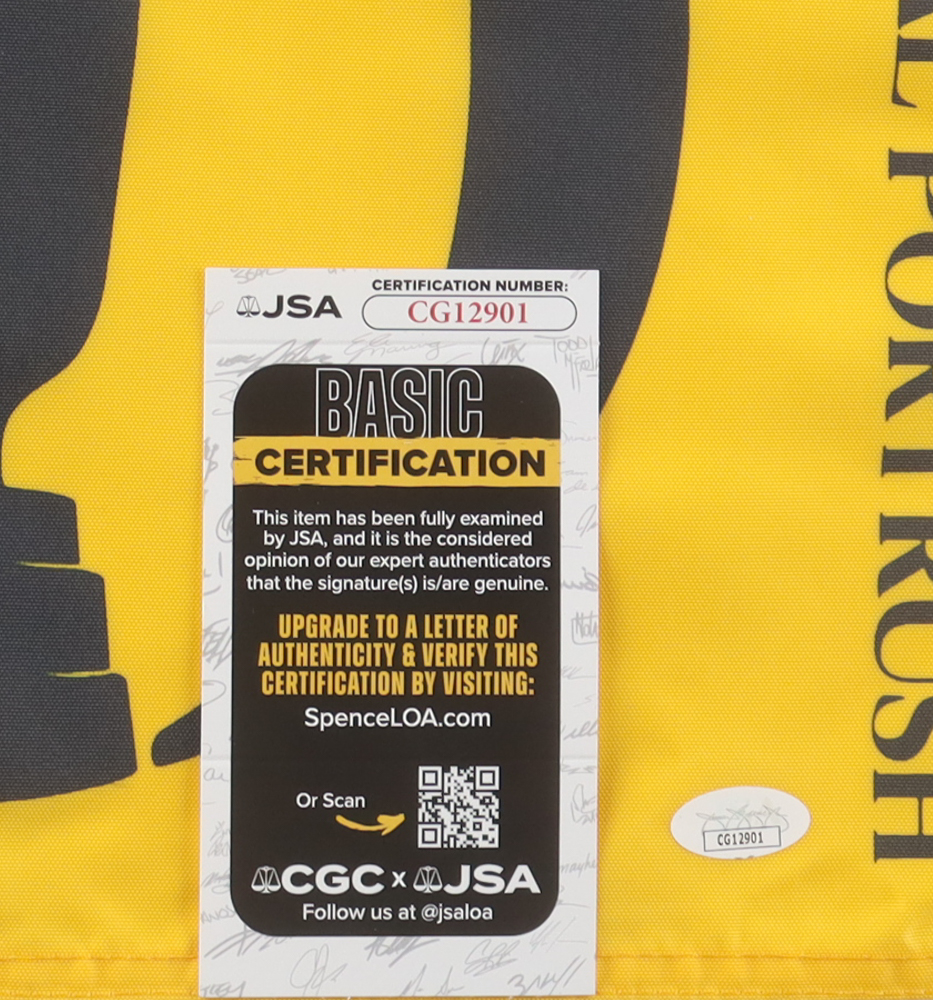 JSA
CERTIFICATION NUMBER:
CG12901
BASIC
CERTIFICATION
This item has been fully examined
by JSA, and it is the considered
opinion of our expert authenticators
that the signature(s) is/are genuine.
UPGRADE TO A LETTER OF
AUTHENTICITY & VERIFY THIS
CERTIFICATION BY VISITING:
SpenceLOA.com
Or Scan
CGC x JSA
Follow us at @jsaloa
CG12901
PORTRUSH